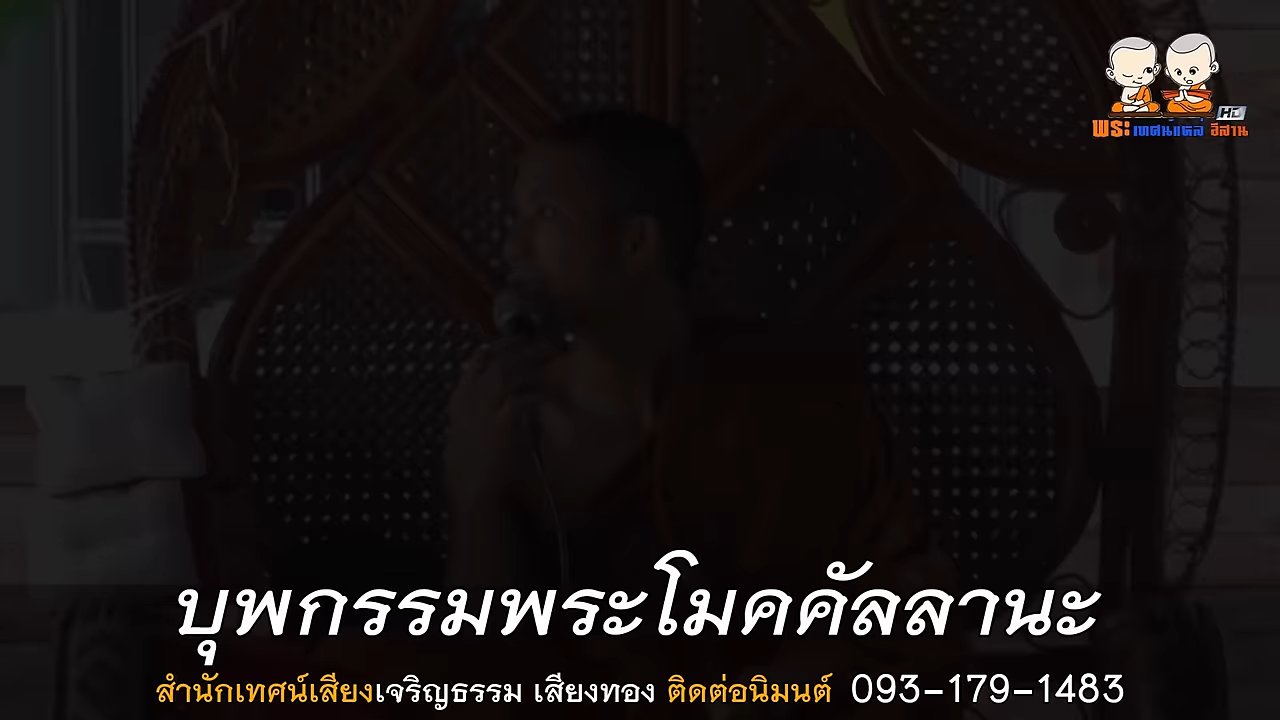 HD
พระเทศน์แหล่อีสาน
บุพกรรมพระโมคคัลลานะ
สำนักเทศน์เสียงเจริญธรรม เสียงทอง ติดต่อนิมนต์ 093-179-1483